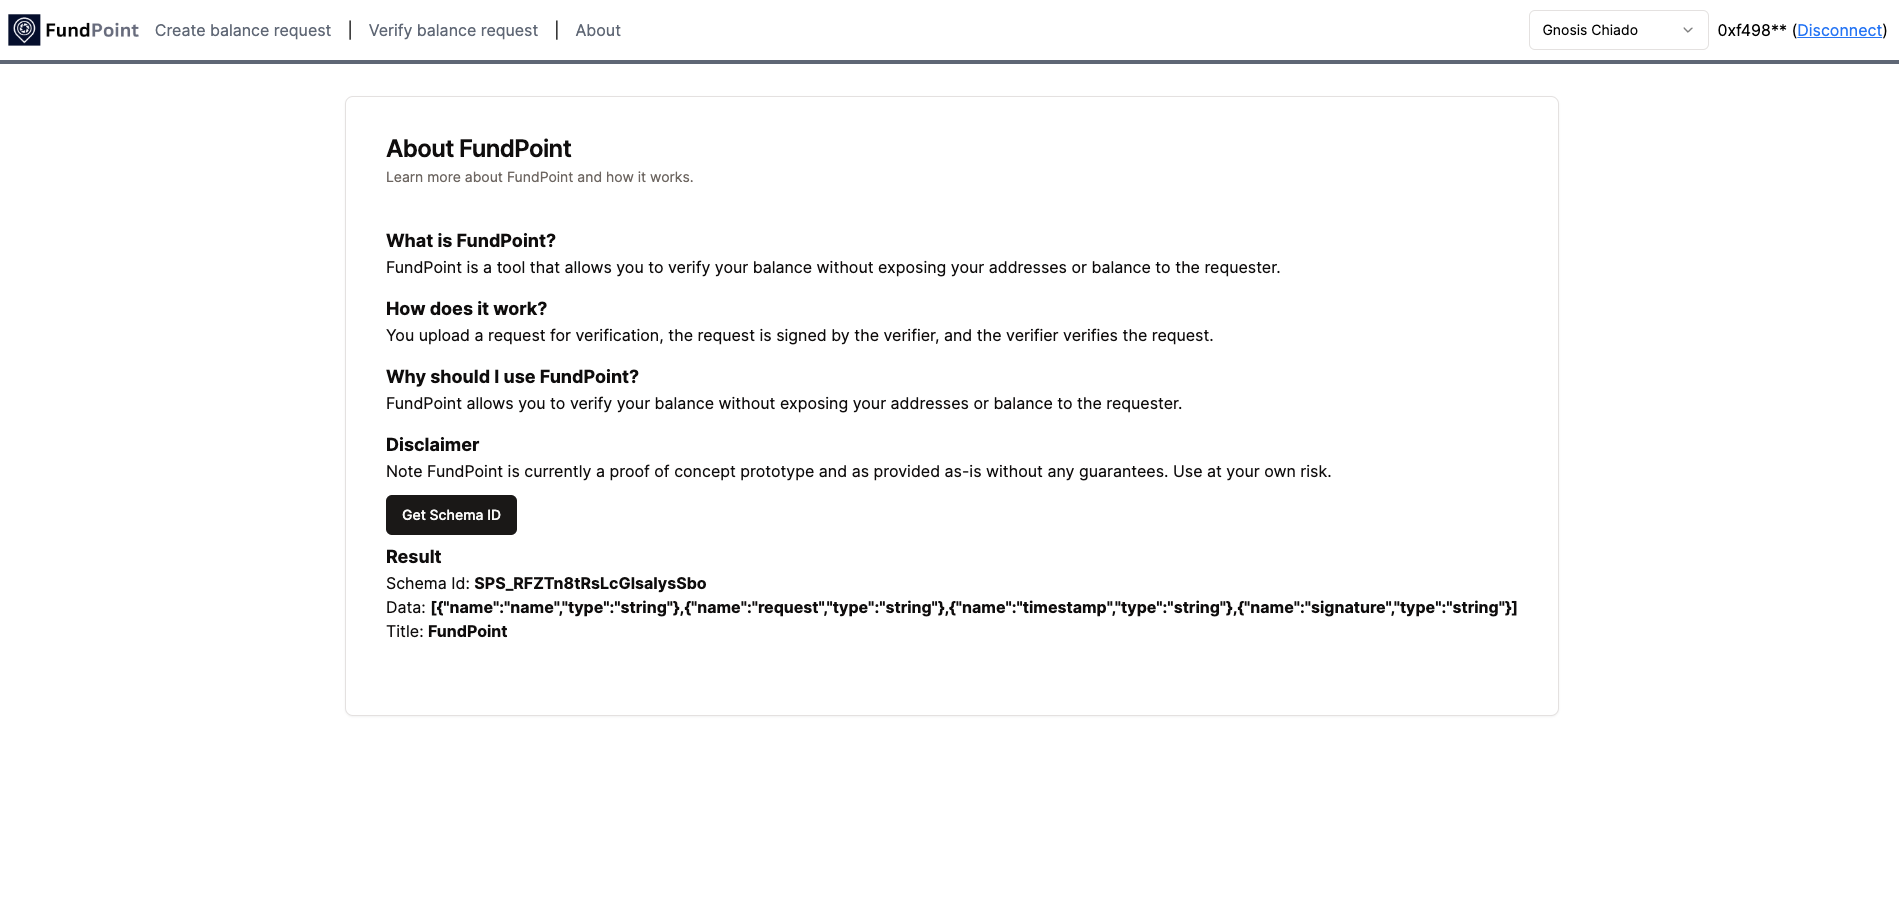 FundPoint Create balance request | Verify balance request | About Gnosis Chiado 0xf498** (Disconnect)
About FundPoint
Learn more about FundPoint and how it works.
What is FundPoint?
FundPoint is a tool that allows you to verify your balance without exposing your addresses or balance to the requester.
How does it work?
You upload a request for verification, the request is signed by the verifier, and the verifier verifies the request.
Why should I use FundPoint?
FundPoint allows you to verify your balance without exposing your addresses or balance to the requester.
Disclaimer
Note FundPoint is currently a proof of concept prototype and as provided as-is without any guarantees. Use at your own risk.
Get Schema ID
Result
Schema Id: SPS_RFZTn8tRsLcGlsalysSbo
Data: [{"name":"name","type":"string"},{"name":"request","type":"string"},{"name":"timestamp","type":"string"},{"name":"signature","type":"string"}]
Title: FundPoint